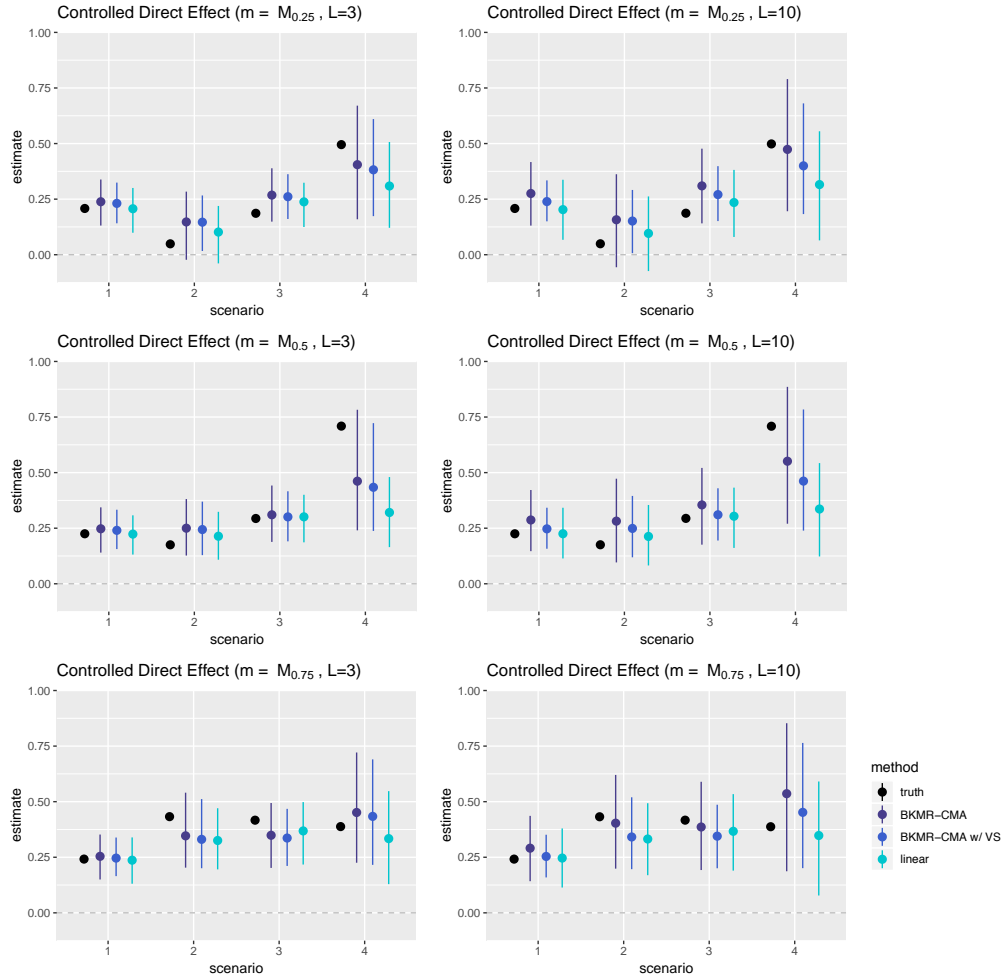 Controlled Direct Effect (m = M0.25 , L=3)
1.00
0.75
0.50
0.25
0.00
estimate
1 2 3 4
scenario
Controlled Direct Effect (m = M0.25 , L=10)
1.00
0.75
0.50
0.25
0.00
estimate
1 2 3 4
scenario
Controlled Direct Effect (m = M0.5 , L=3)
1.00
0.75
0.50
0.25
0.00
estimate
1 2 3 4
scenario
Controlled Direct Effect (m = M0.5 , L=10)
1.00
0.75
0.50
0.25
0.00
estimate
1 2 3 4
scenario
Controlled Direct Effect (m = M0.75 , L=3)
1.00
0.75
0.50
0.25
0.00
estimate
1 2 3 4
scenario
Controlled Direct Effect (m = M0.75 , L=10)
1.00
0.75
0.50
0.25
0.00
estimate
1 2 3 4
scenario
method
truth
BKMR−CMA
BKMR−CMA w/ VS
linear